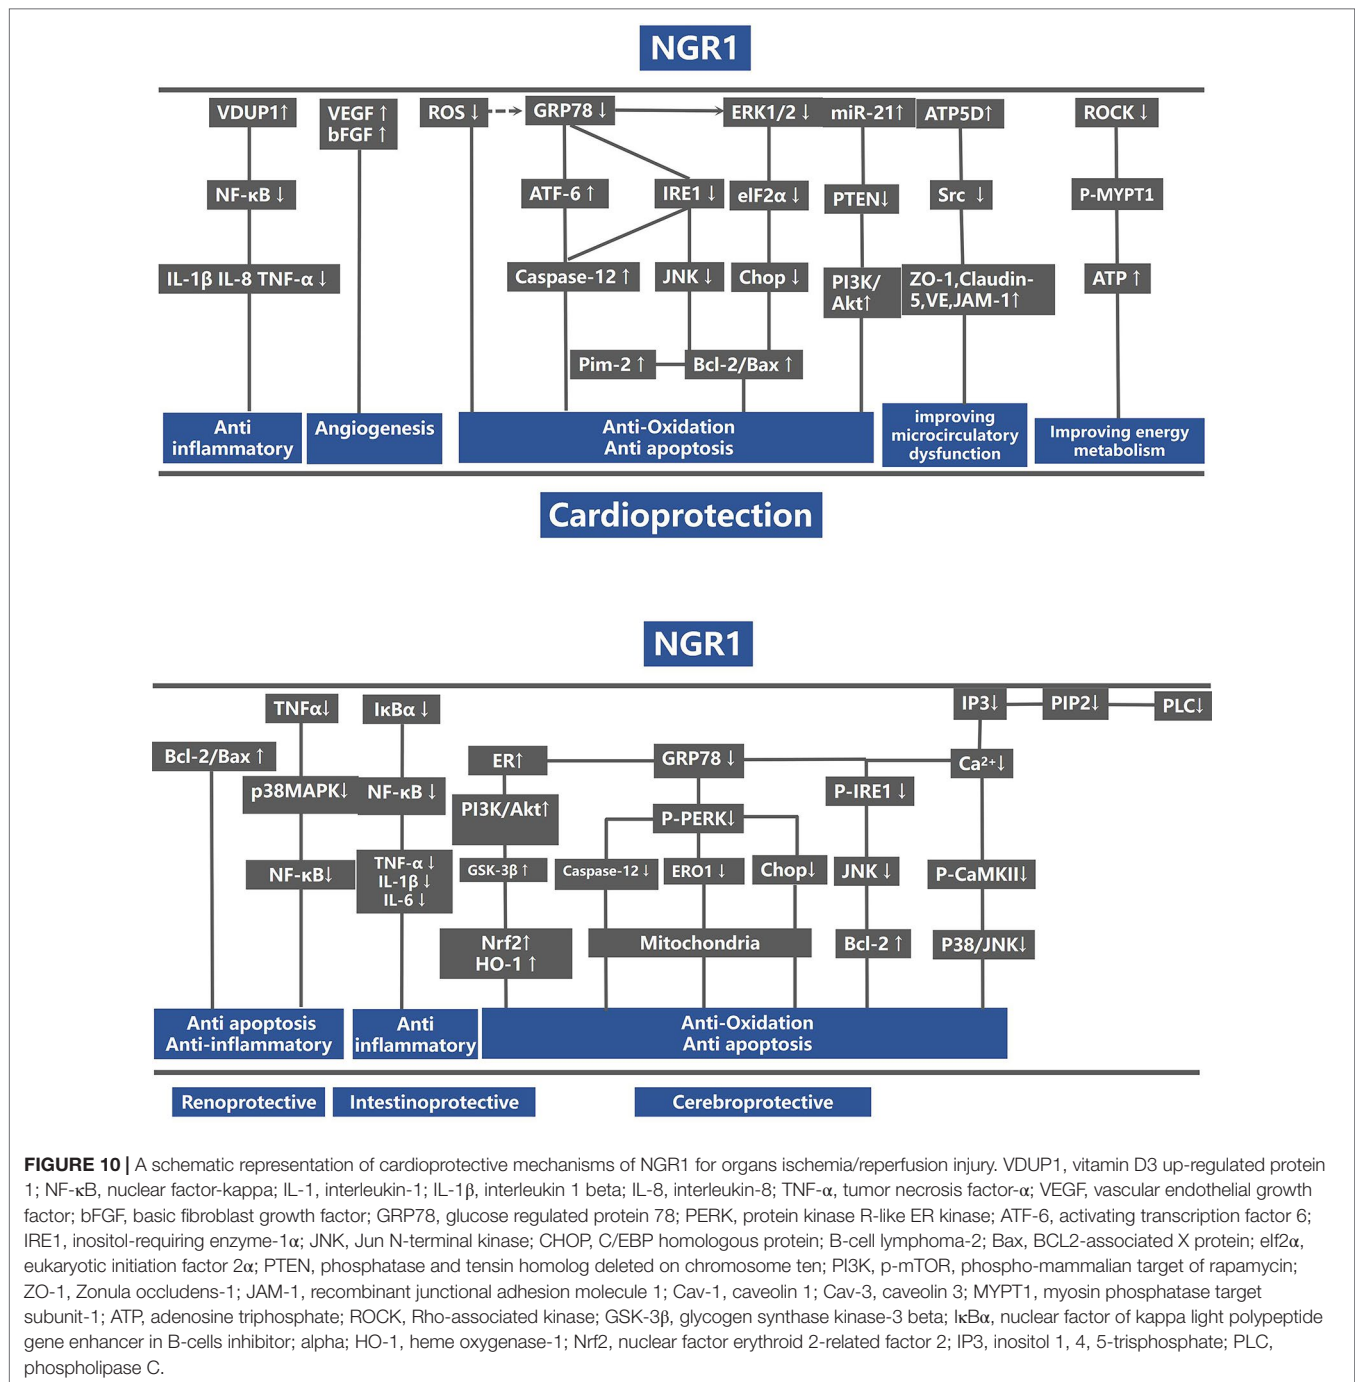 NGR1
VDUP1↑
VEGF ↑
bFGF ↑
ROS ↓
GRP78 ↓
ERK1/2 ↓
miR-21↑
ATP5D↑
ROCK ↓
NF-κB ↓
ATF-6 ↑
IRE1 ↓
eIF2α ↓
PTEN↓
Src ↓
P-MYPT1
IL-1β IL-8 TNF-α ↓
Caspase-12 ↑
JNK ↓
Chop ↓
PI3K/
Akt↑
ZO-1,Claudin-
5,VE,JAM-1↑
ATP ↑
Pim-2 ↑
Bcl-2/Bax ↑
Anti
inflammatory
Angiogenesis
Anti-Oxidation
Anti apoptosis
improving
microcirculatory
dysfunction
Improving energy
metabolism
Cardioprotection
NGR1
TNFα↓
IκBα ↓
IP3↓
PIP2↓
PLC↓
Bcl-2/Bax ↑
ER↑
GRP78 ↓
Ca²⁺↓
p38MAPK↓
NF-κB ↓
PI3K/Akt↑
P-PERK↓
P-IRE1 ↓
NF-κB↓
TNF-α ↓
IL-1β ↓
IL-6 ↓
GSK-3β ↑
Caspase-12 ↓
ERO1 ↓
Chop↓
JNK ↓
P-CaMKII↓
Nrf2↑
HO-1 ↑
Mitochondria
Bcl-2 ↑
P38/JNK↓
Anti apoptosis
Anti-inflammatory
Anti
inflammatory
Anti-Oxidation
Anti apoptosis
Renoprotective
Intestinoprotective
Cerebroprotective
FIGURE 10 | A schematic representation of cardioprotective mechanisms of NGR1 for organs ischemia/reperfusion injury. VDUP1, vitamin D3 up-regulated protein
1; NF-κB, nuclear factor-kappa; IL-1, interleukin-1; IL-1β, interleukin 1 beta; IL-8, interleukin-8; TNF-α, tumor necrosis factor-α; VEGF, vascular endothelial growth
factor; bFGF, basic fibroblast growth factor; GRP78, glucose regulated protein 78; PERK, protein kinase R-like ER kinase; ATF-6, activating transcription factor 6;
IRE1, inositol-requiring enzyme-1α; JNK, Jun N-terminal kinase; CHOP, C/EBP homologous protein; B-cell lymphoma-2; Bax, BCL2-associated X protein; elf2α,
eukaryotic initiation factor 2α; PTEN, phosphatase and tensin homolog deleted on chromosome ten; PI3K, p-mTOR, phospho-mammalian target of rapamycin;
ZO-1, Zonula occludens-1; JAM-1, recombinant junctional adhesion molecule 1; Cav-1, caveolin 1; Cav-3, caveolin 3; MYPT1, myosin phosphatase target
subunit-1; ATP, adenosine triphosphate; ROCK, Rho-associated kinase; GSK-3β, glycogen synthase kinase-3 beta; IκBα, nuclear factor of kappa light polypeptide
gene enhancer in B-cells inhibitor; alpha; HO-1, heme oxygenase-1; Nrf2, nuclear factor erythroid 2-related factor 2; IP3, inositol 1, 4, 5-trisphosphate; PLC,
phospholipase C.